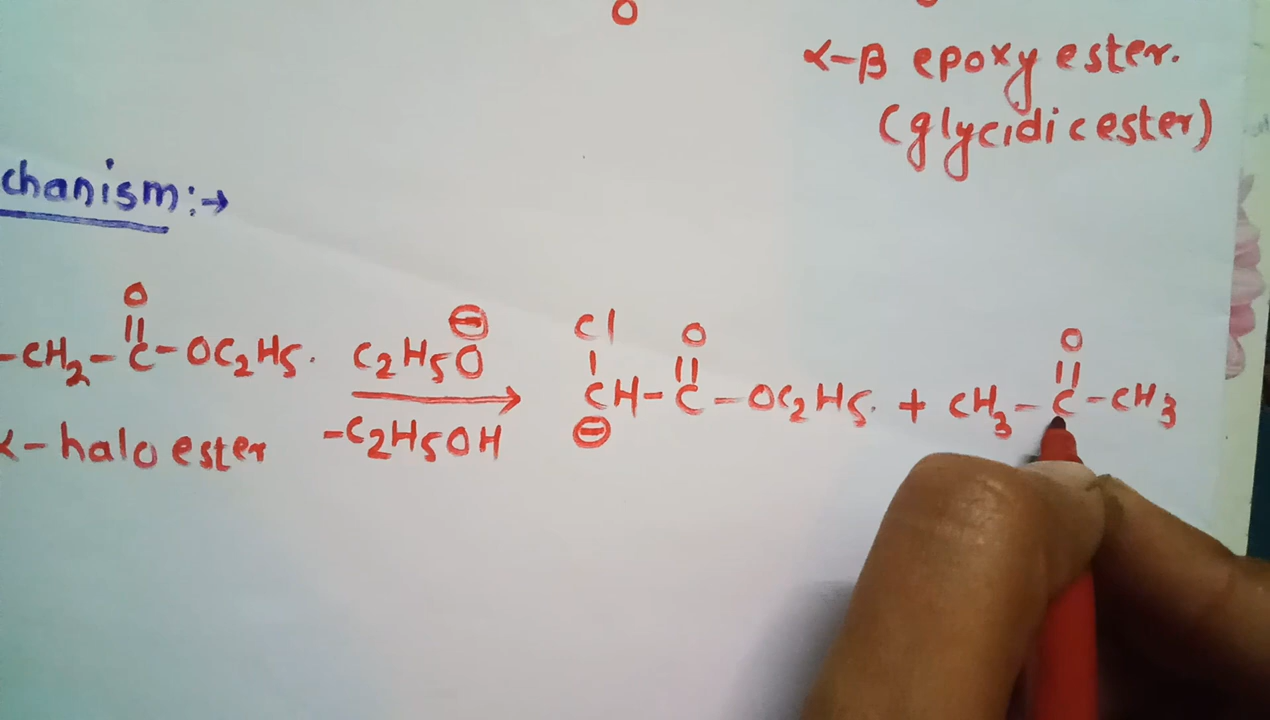 O
α-β epoxy ester.
(glycidic ester)
chanism:→
O
||
-CH₂-C-OC₂H₅.
α-halo ester
C₂H₅O⊖
→
-C₂H₅OH
Cl O O
| || ||
CH-C-OC₂H₅. + CH₃-C-CH₃
⊖